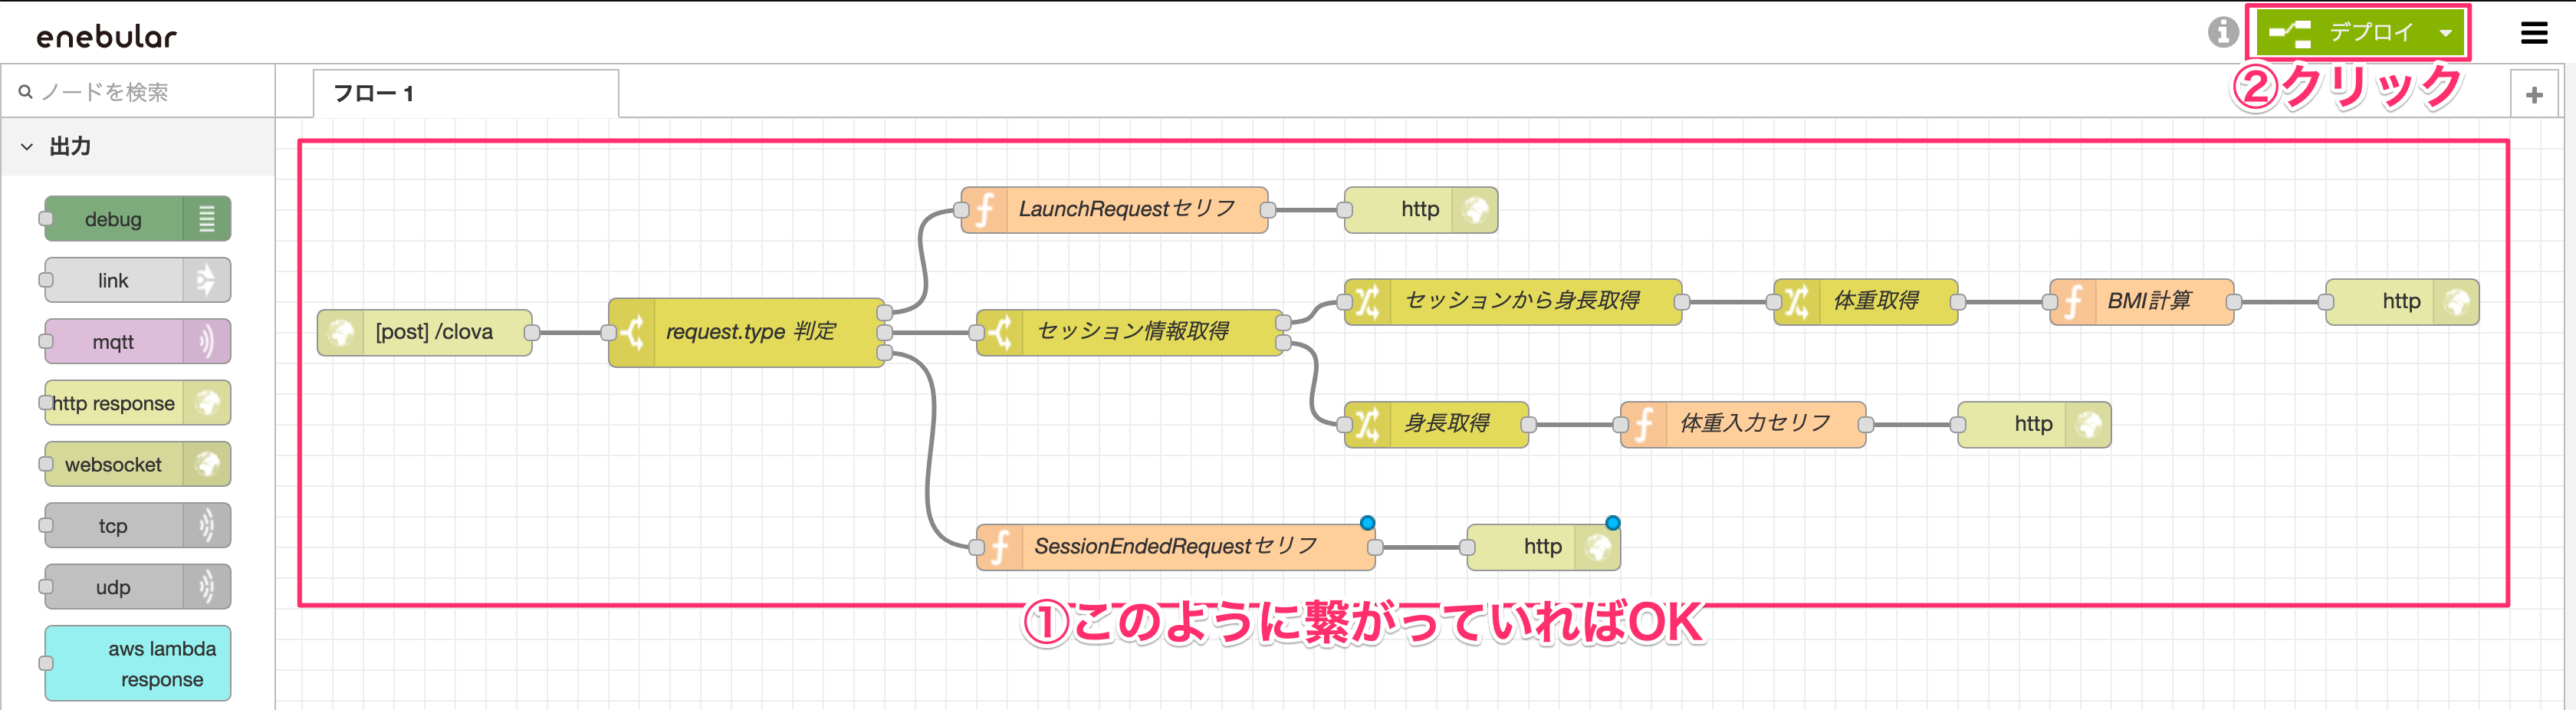 enebular
デプロイ
②クリック
ノードを検索
フロー 1
+
出力
debug
link
mqtt
http response
websocket
tcp
udp
aws lambda
response
LaunchRequestセリフ
http
[post] /clova
request.type 判定
セッション情報取得
セッションから身長取得
体重取得
BMI計算
http
身長取得
体重入力セリフ
http
SessionEndedRequestセリフ
http
①このように繋がっていればOK